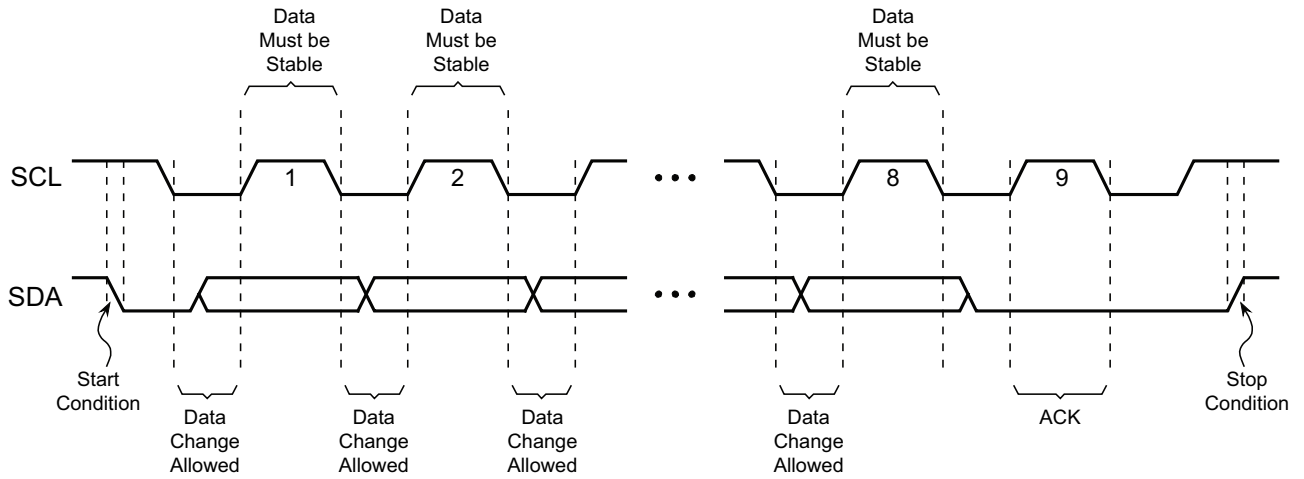 Data
Must be
Stable
Data
Must be
Stable
Data
Must be
Stable
SCL
1
2
8
9
SDA
Start
Condition
Data
Change
Allowed
Data
Change
Allowed
Data
Change
Allowed
Data
Change
Allowed
ACK
Stop
Condition